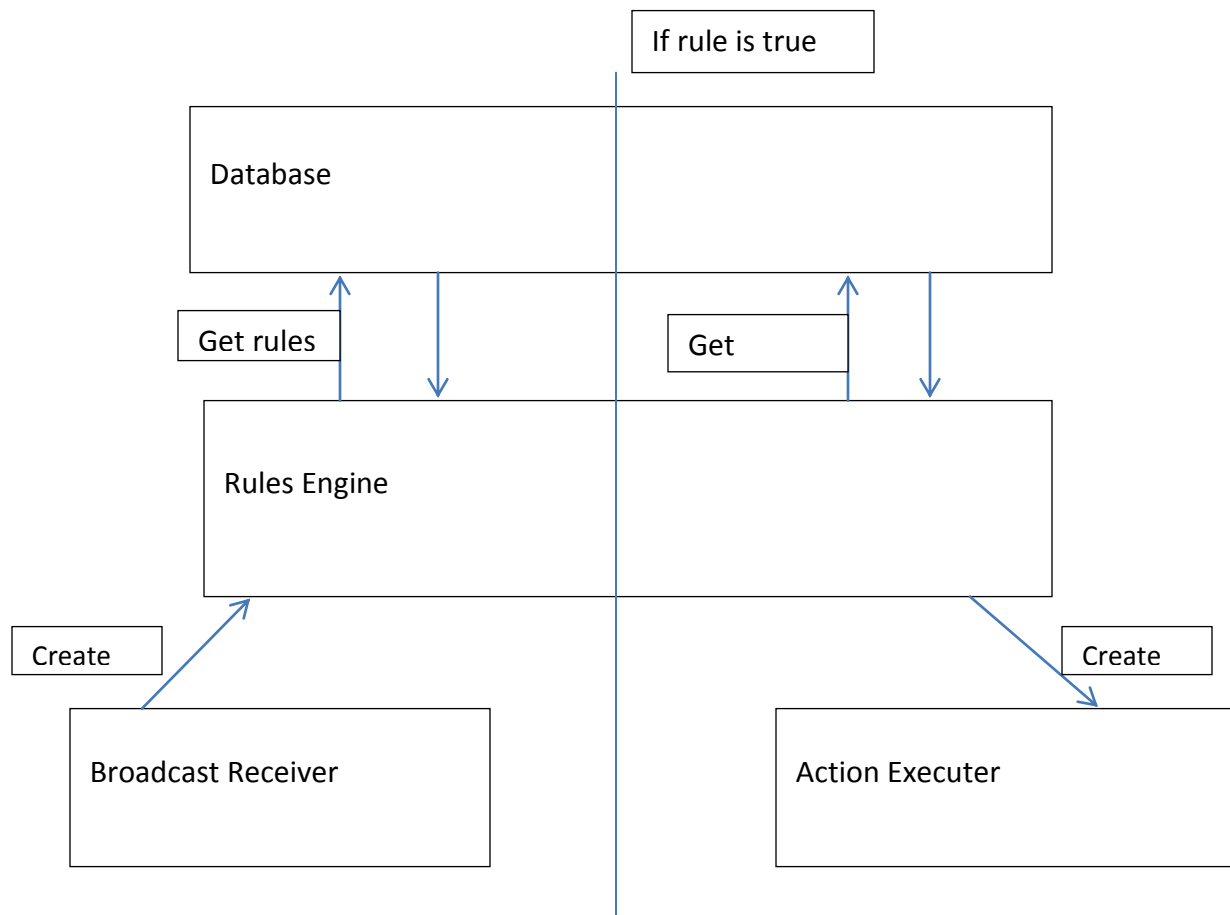 If rule is true
Database
Get rules
Get
Rules Engine
Create
Create
Broadcast Receiver
Action Executer